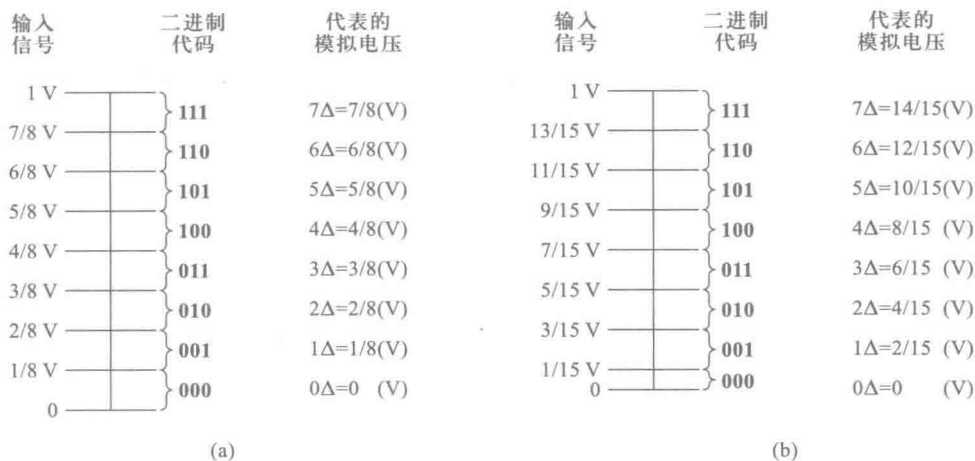 输入 二进制 代表的
信号 代码 模拟电压
1 V
111 7Δ=7/8(V)
7/8 V
110 6Δ=6/8(V)
6/8 V
101 5Δ=5/8(V)
5/8 V
100 4Δ=4/8(V)
4/8 V
011 3Δ=3/8(V)
3/8 V
010 2Δ=2/8(V)
2/8 V
001 1Δ=1/8(V)
1/8 V
000 0Δ=0 (V)
0
(a)
输入 二进制 代表的
信号 代码 模拟电压
1 V
111 7Δ=14/15(V)
13/15 V
110 6Δ=12/15(V)
11/15 V
101 5Δ=10/15(V)
9/15 V
100 4Δ=8/15 (V)
7/15 V
011 3Δ=6/15 (V)
5/15 V
010 2Δ=4/15 (V)
3/15 V
001 1Δ=2/15 (V)
1/15 V
000 0Δ=0 (V)
0
(b)